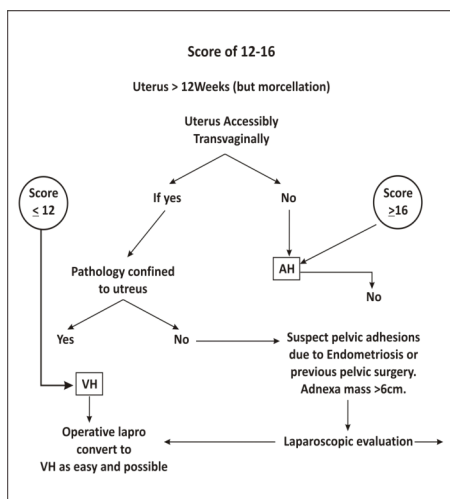 Score of 12-16
Uterus > 12Weeks (but morcellation)
Uterus Accessibly
Transvaginally
Score
≤ 12
If yes
No
Score
≥16
Pathology confined
to utreus
AH
No
Yes
No
Suspect pelvic adhesions
due to Endometriosis or
previous pelvic surgery.
Adnexa mass >6cm.
VH
Operative lapro
convert to
VH as easy and possible
Laparoscopic evaluation